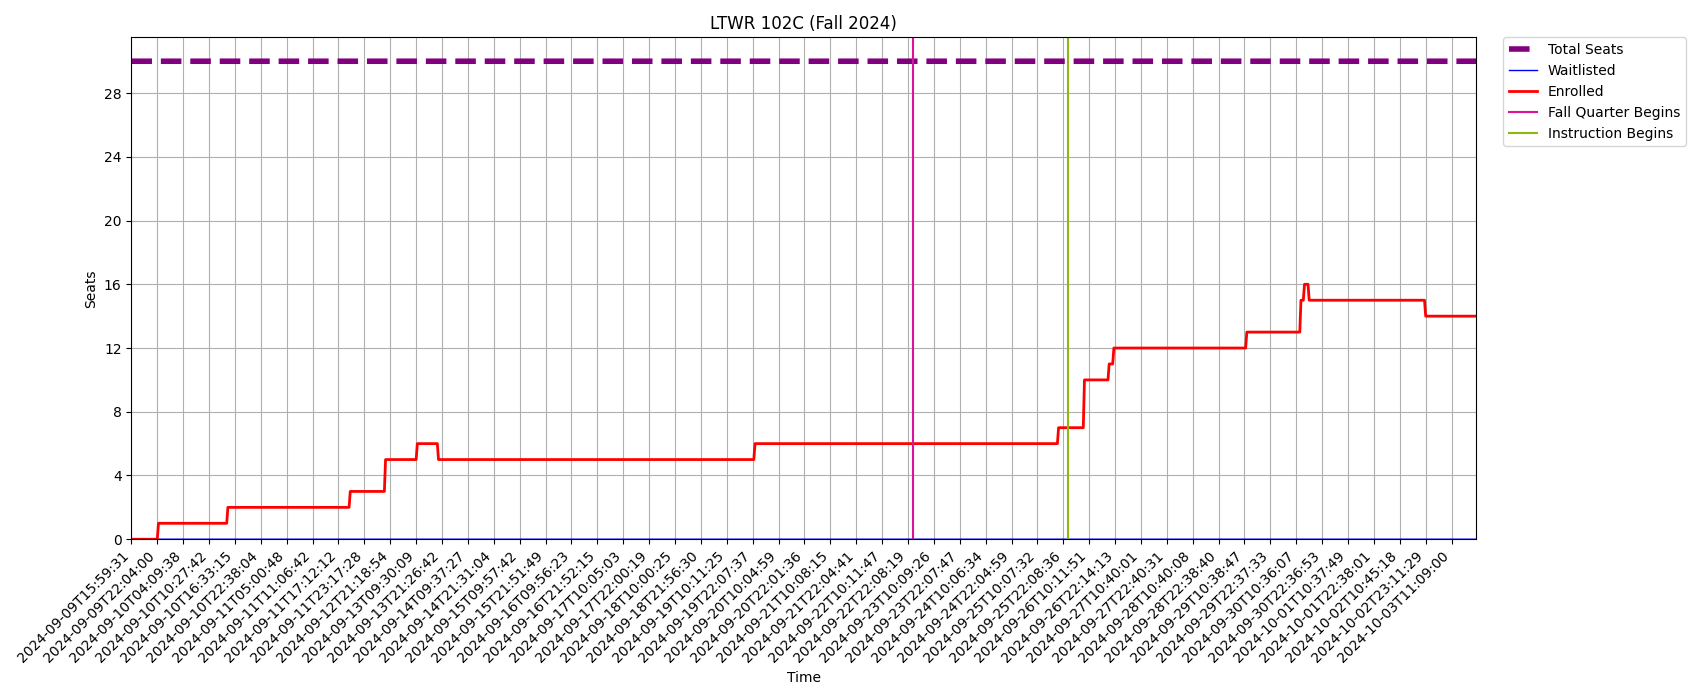 LTWR 102C (Fall 2024)
Total Seats
Waitlisted
Enrolled
Fall Quarter Begins
Instruction Begins
Seats
28
24
20
16
12
8
4
0
2024-09-09T15:59:31
2024-09-09T22:04:00
2024-09-10T04:09:38
2024-09-10T10:27:42
2024-09-10T16:33:15
2024-09-10T22:38:04
2024-09-11T05:00:48
2024-09-11T11:06:42
2024-09-11T17:12:12
2024-09-11T23:17:28
2024-09-12T21:18:54
2024-09-13T09:30:09
2024-09-13T21:26:42
2024-09-14T09:37:27
2024-09-14T21:31:04
2024-09-15T09:57:42
2024-09-15T21:51:49
2024-09-16T09:56:23
2024-09-16T21:52:15
2024-09-17T10:05:03
2024-09-17T22:00:19
2024-09-18T10:00:25
2024-09-18T21:56:30
2024-09-19T10:11:25
2024-09-19T22:07:37
2024-09-20T10:04:59
2024-09-20T22:01:36
2024-09-21T10:08:15
2024-09-21T22:04:41
2024-09-22T10:11:47
2024-09-22T22:08:19
2024-09-23T10:09:26
2024-09-23T22:07:47
2024-09-24T10:06:34
2024-09-24T22:04:59
2024-09-25T10:07:32
2024-09-25T22:08:36
2024-09-26T10:11:51
2024-09-26T22:14:13
2024-09-27T10:40:01
2024-09-27T22:40:31
2024-09-28T10:40:08
2024-09-28T22:38:40
2024-09-29T10:38:47
2024-09-29T22:37:33
2024-09-30T10:36:07
2024-09-30T22:36:53
2024-10-01T10:37:49
2024-10-01T22:38:01
2024-10-02T10:45:18
2024-10-02T23:11:29
2024-10-03T11:09:00
Time